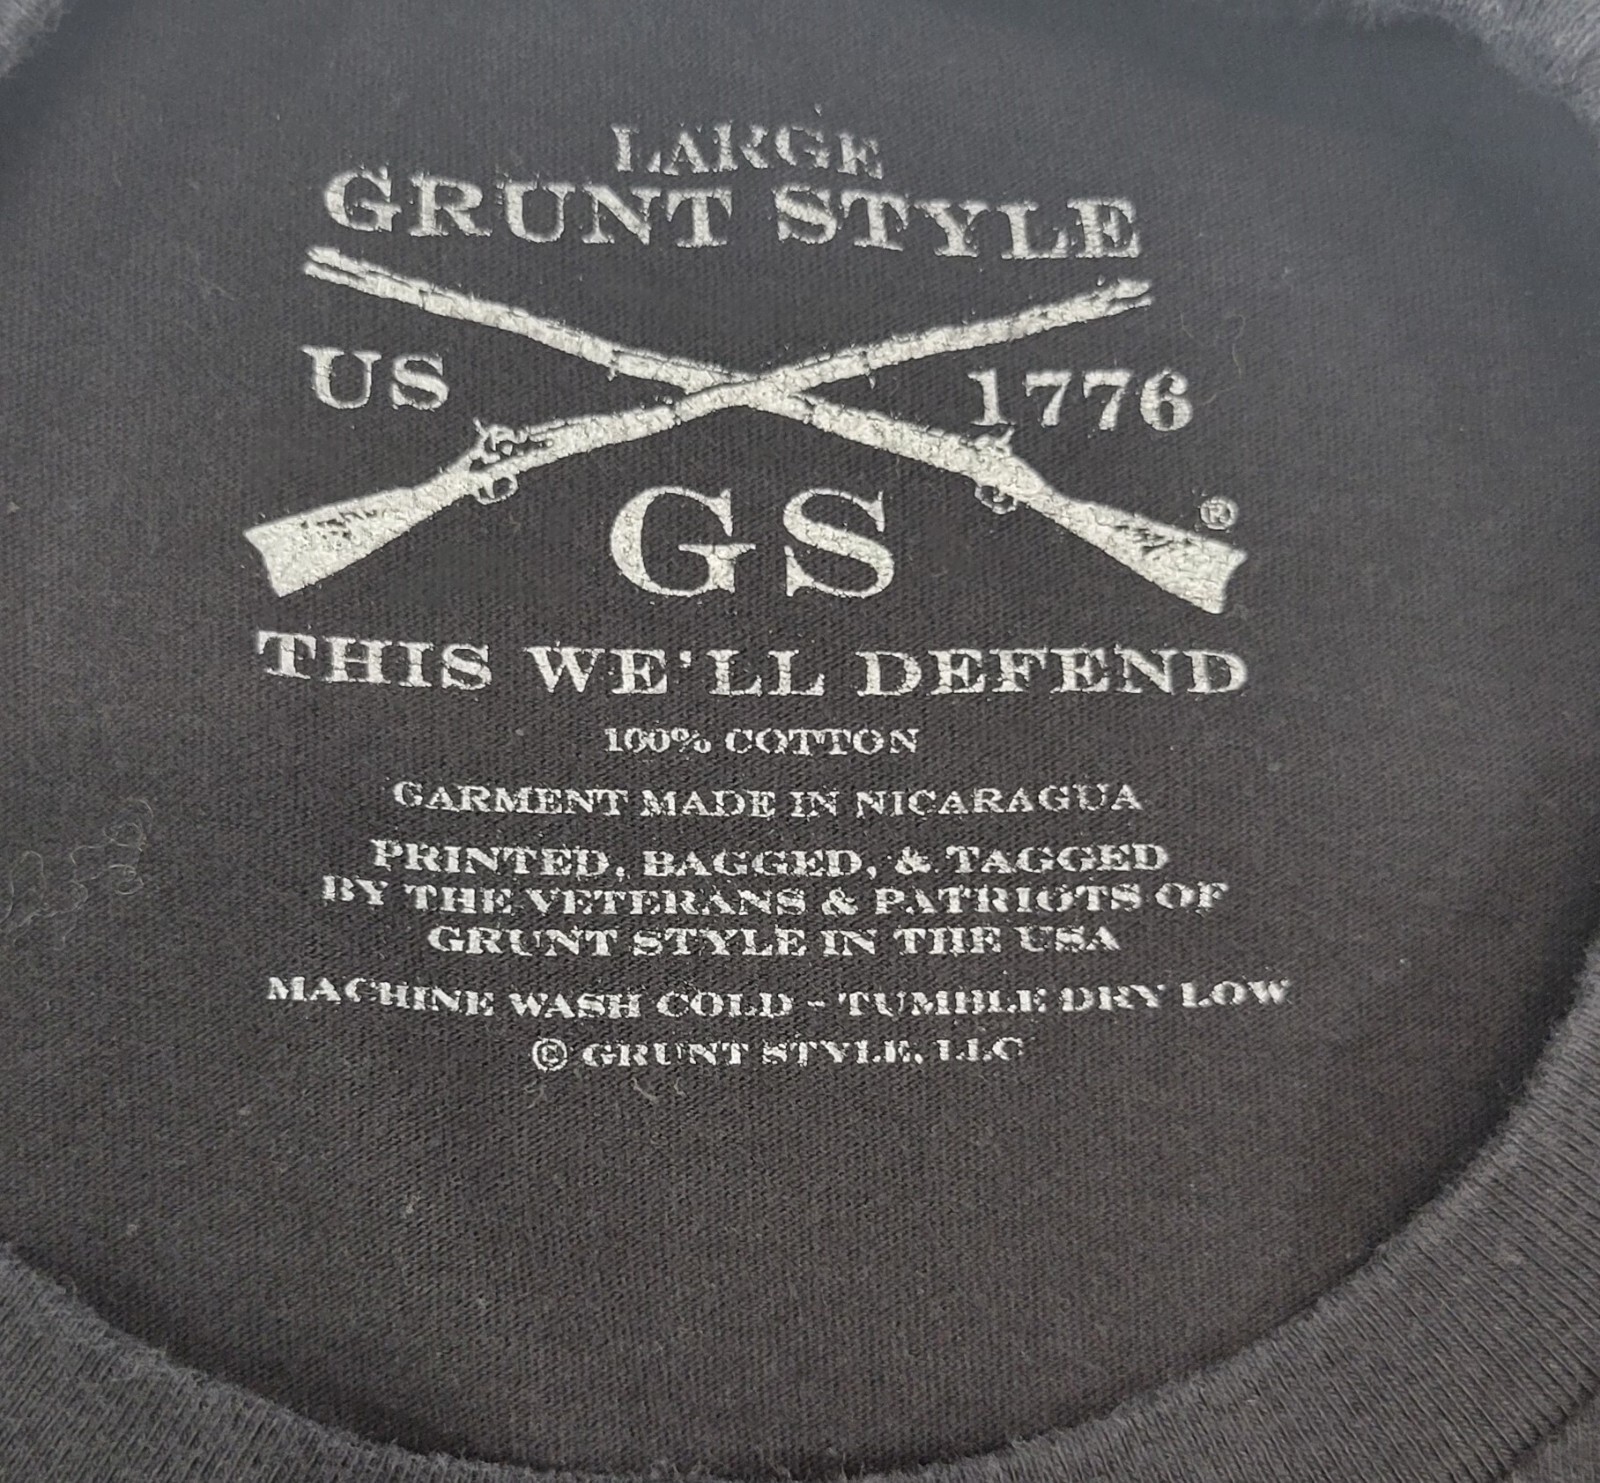 LARGE
GRUNT STYLE
US 1776
GS ®
THIS WE'LL DEFEND
100% COTTON
GARMENT MADE IN NICARAGUA
PRINTED, BAGGED, & TAGGED
BY THE VETERANS & PATRIOTS OF
GRUNT STYLE IN THE USA
MACHINE WASH COLD - TUMBLE DRY LOW
© GRUNT STYLE, LLC